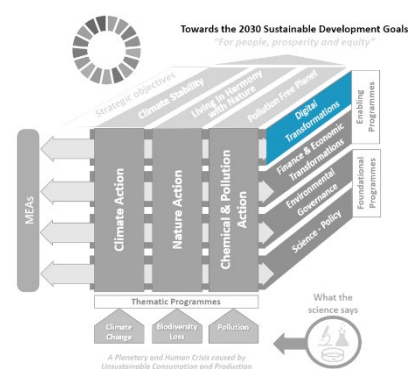 Towards the 2030 Sustainable Development Goals
"For people, prosperity and equity"
Strategic objectives
Climate Stability
Living in Harmony
with Nature
Pollution Free Planet
Digital
Transformations
Finance & Economic
Transformations
Environmental
Governance
Science - Policy
Enabling
Programmes
Foundational
Programmes
MEAs
Climate Action
Nature Action
Chemical & Pollution
Action
Thematic Programmes
Climate
Change
Biodiversity
Loss
Pollution
What the
science says
A Planetary and Human Crisis caused by
Unsustainable Consumption and Production